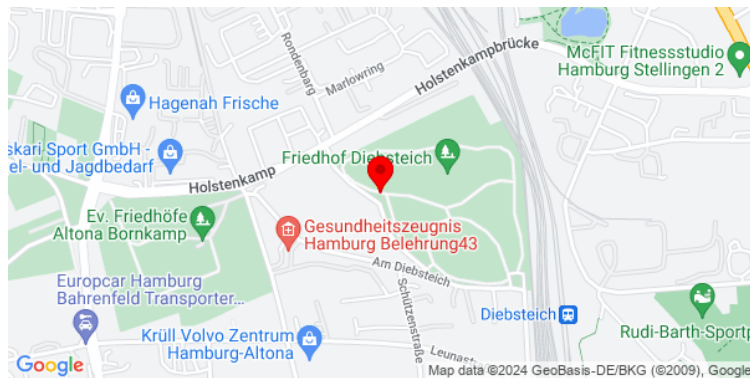 Rondenbarg
Marlowring
Holstenkampbrücke
McFIT Fitnessstudio
Hamburg Stellingen 2
Hagenah Frische
skari Sport GmbH -
el- und Jagdbedarf
Friedhof Diebsteich
Holstenkamp
Ev. Friedhöfe
Altona Bornkamp
Gesundheitszeugnis
Hamburg Belehrung43
Am Diebsteich
Europcar Hamburg
Bahrenfeld Transporter...
Schützenstraße
Diebsteich
Krüll Volvo Zentrum
Hamburg-Altona
Rudi-Barth-Sportp
Leunast
Google
Map data ©2024 GeoBasis-DE/BKG (©2009), Google